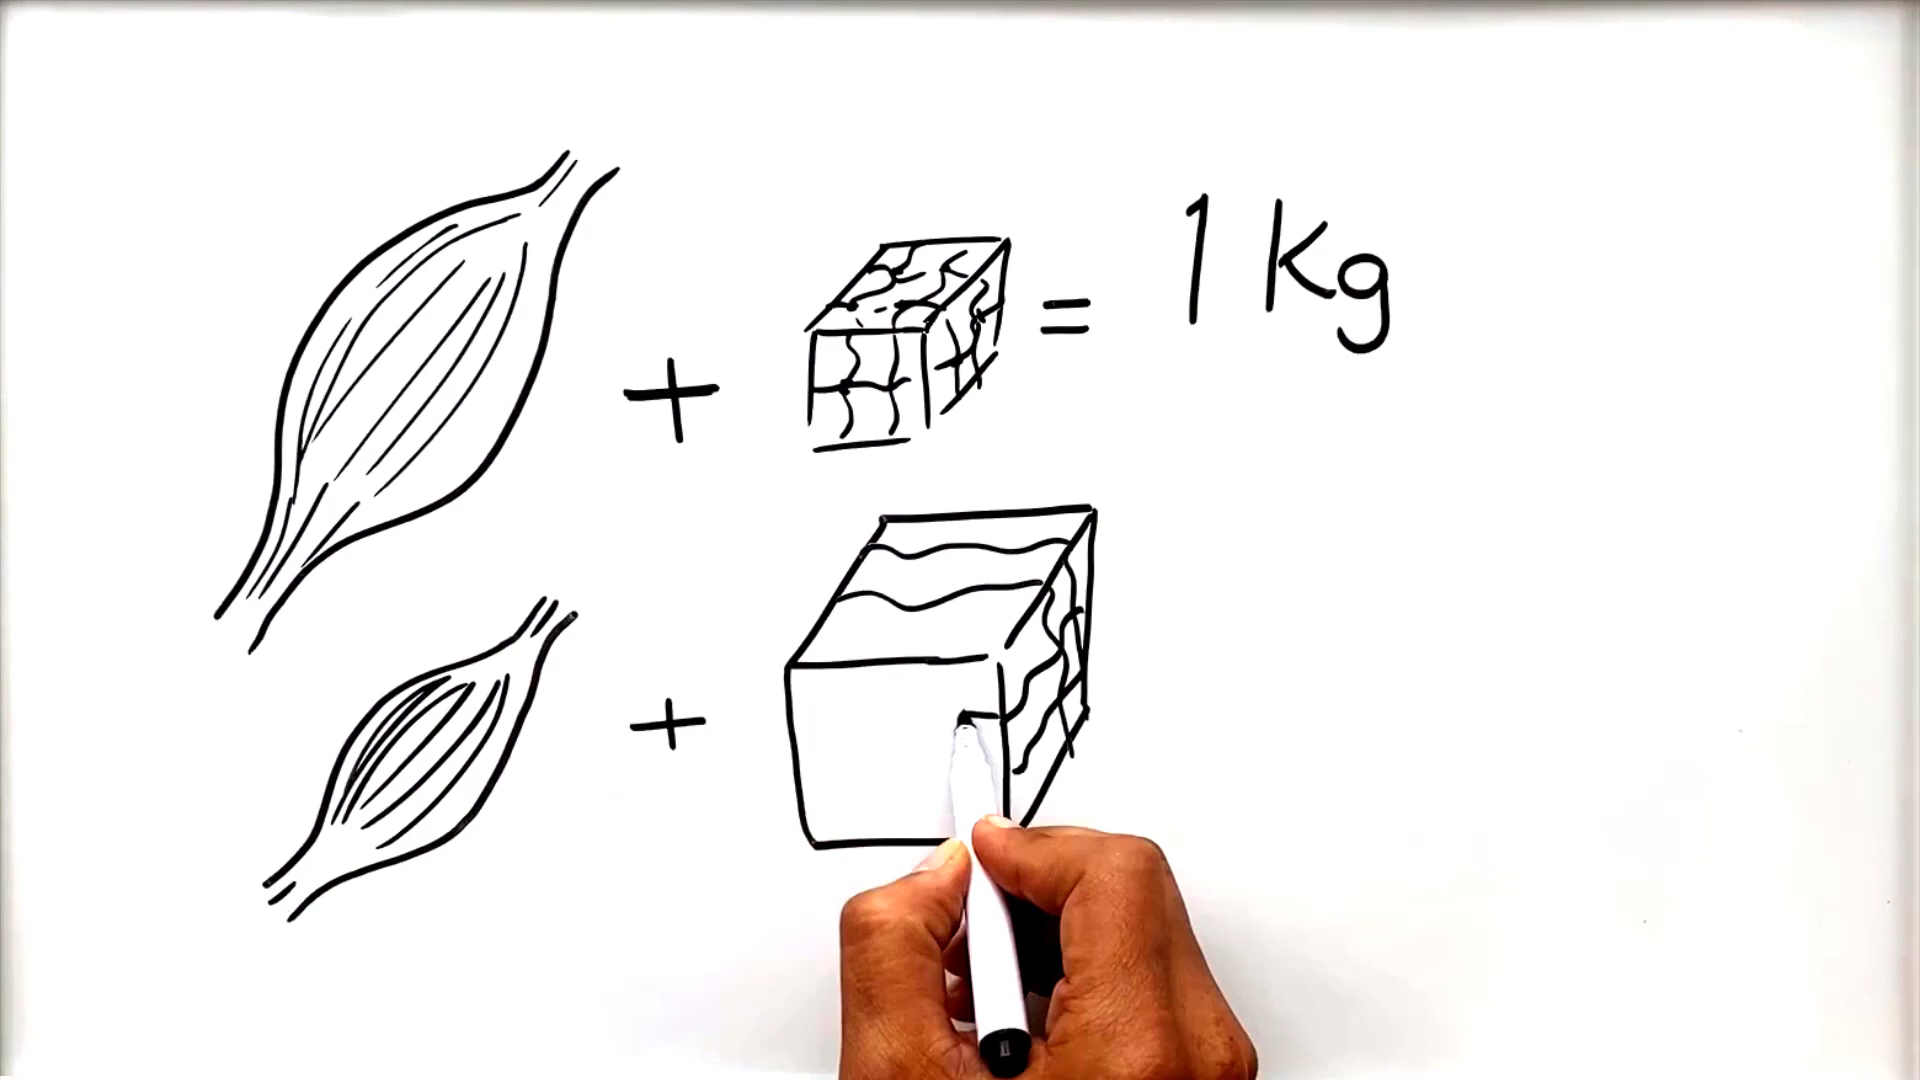 + = 1 kg
+